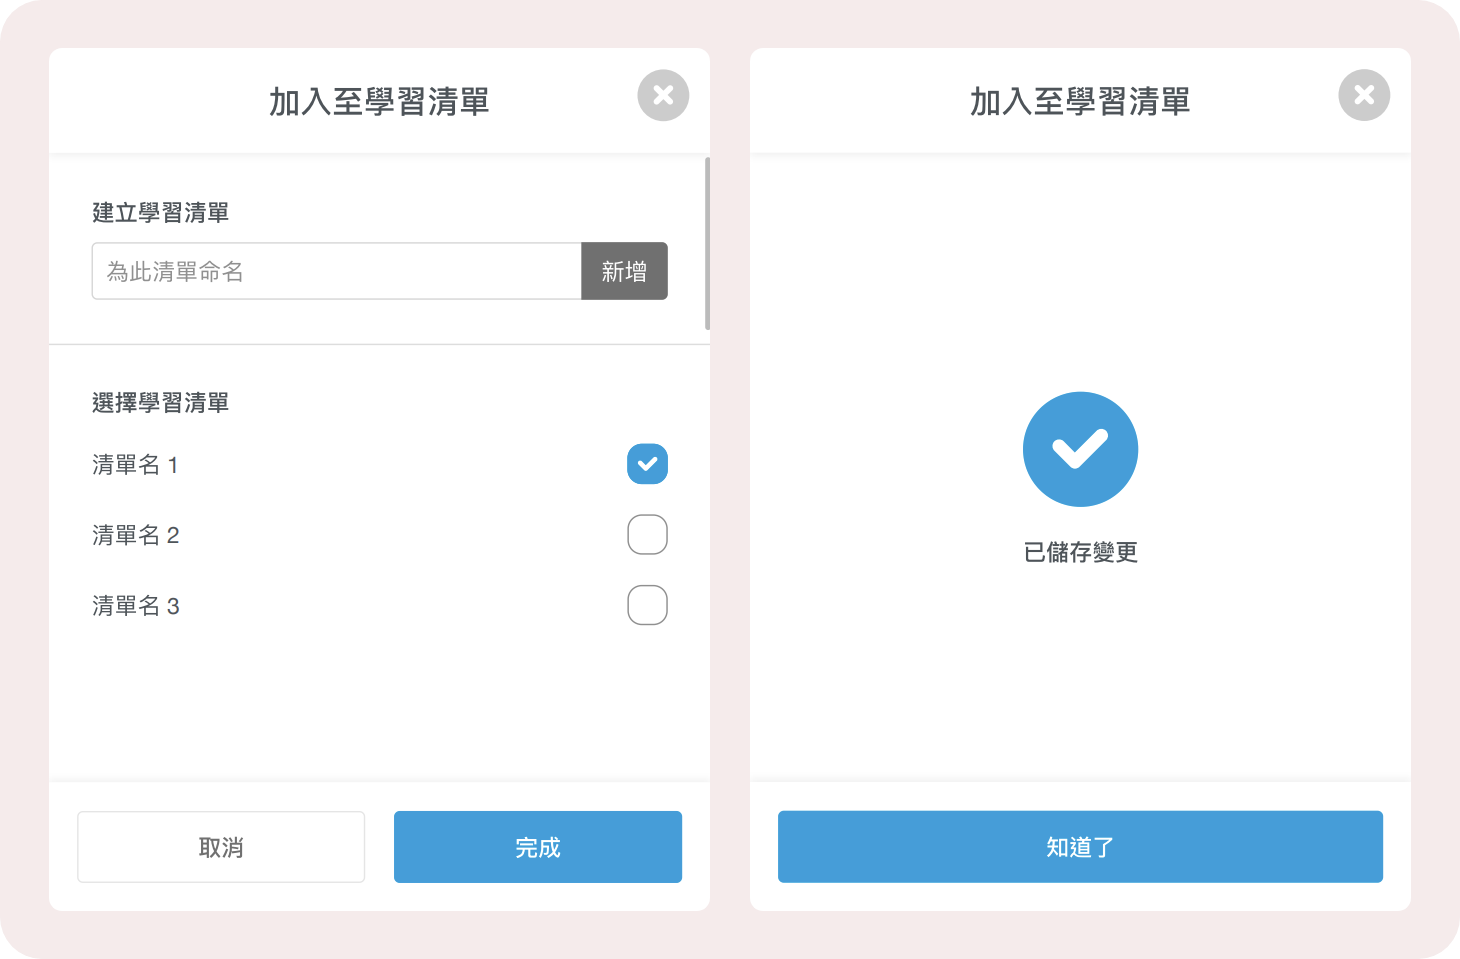 加入至學習清單
建立學習清單
為此清單命名
新增
選擇學習清單
清單名 1
清單名 2
清單名 3
取消
完成
加入至學習清單
已儲存變更
知道了